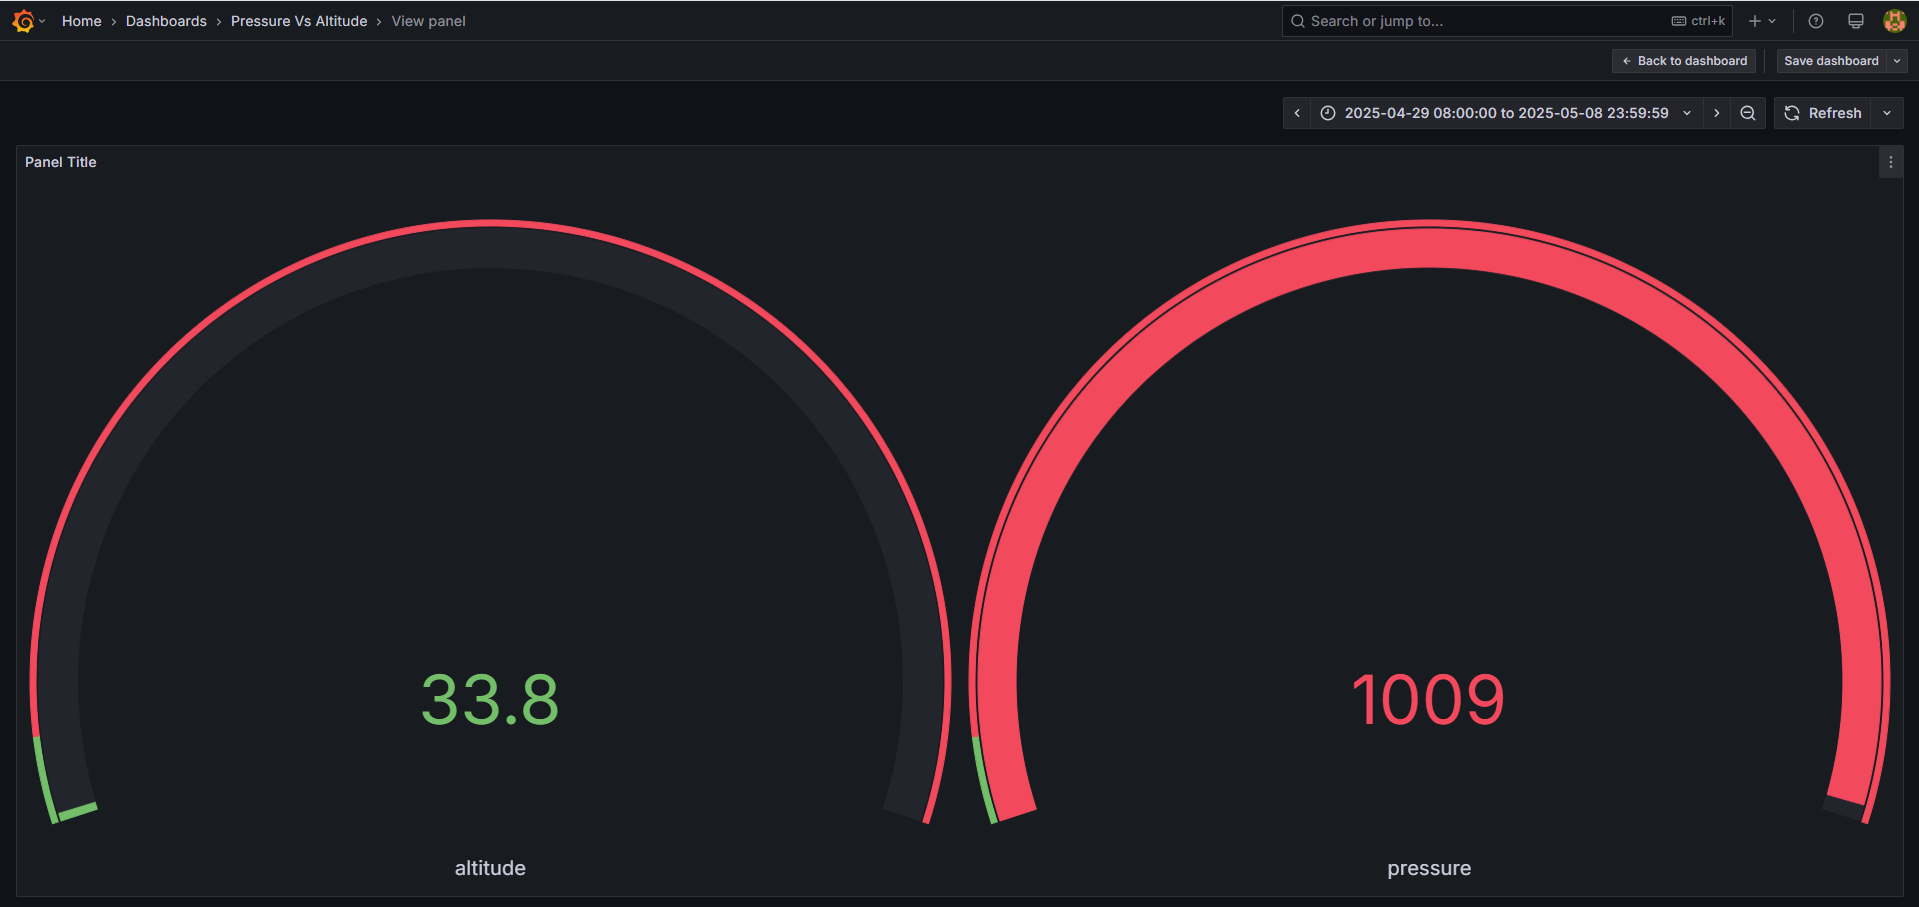 Home › Dashboards › Pressure Vs Altitude › View panel
Search or jump to...
ctrl+k
Back to dashboard
Save dashboard
2025-04-29 08:00:00 to 2025-05-08 23:59:59
Refresh
Panel Title
33.8
1009
altitude
pressure